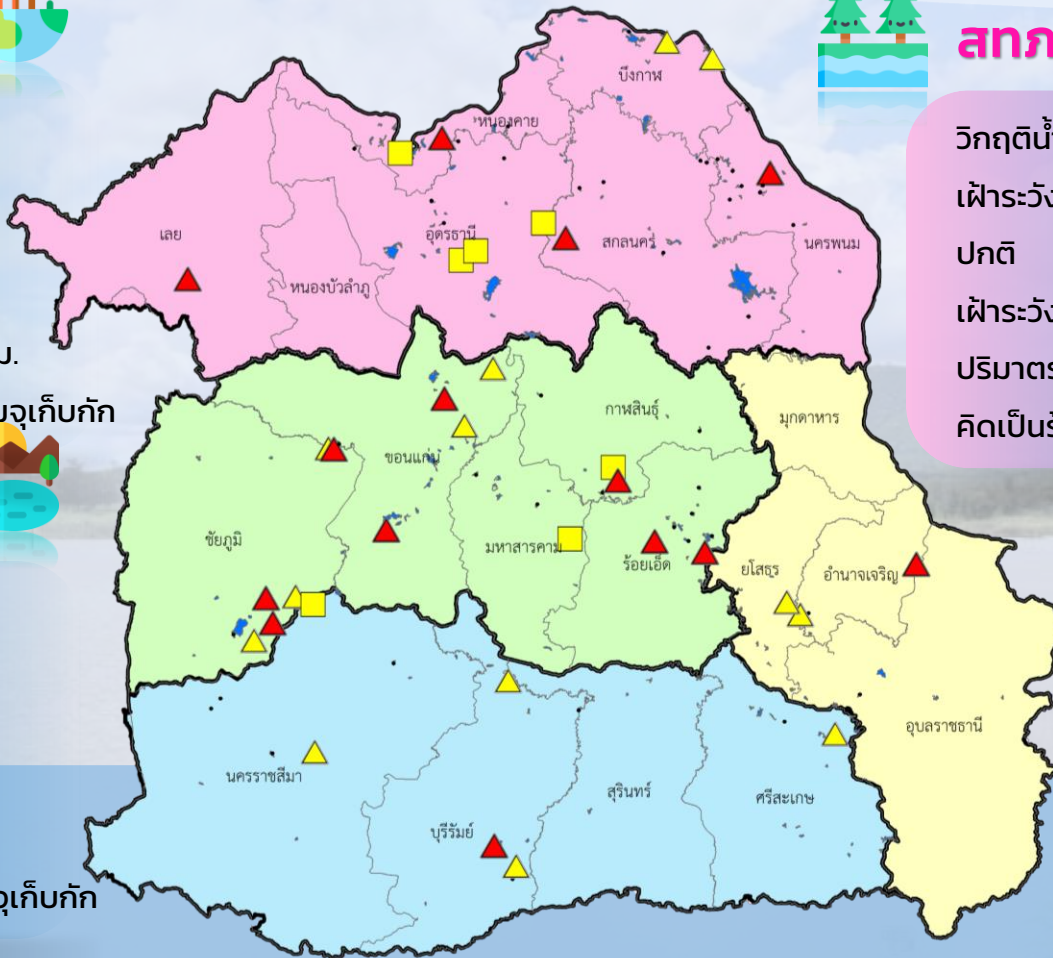 สทภ
วิกฤติน้ำ
เฝ้าระวัง
ปกติ
เฝ้าระวัง
ปริมาตร
คิดเป็นร้
ม.
มจุเก็บกัก
จุเก็บกัก
บึงกาฬ
หนองคาย
เลย
อุดรธานี
สกลนคร
นครพนม
หนองบัวลำภู
กาฬสินธุ์
มุกดาหาร
ขอนแก่น
ชัยภูมิ
มหาสารคาม
ร้อยเอ็ด
ยโสธร
อำนาจเจริญ
อุบลราชธานี
นครราชสีมา
สุรินทร์
ศรีสะเกษ
บุรีรัมย์